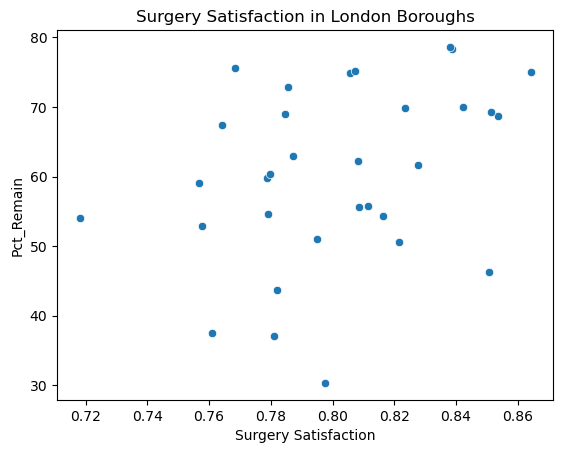 Surgery Satisfaction in London Boroughs
80
70
60
50
40
30
Pct_Remain
0.72 0.74 0.76 0.78 0.80 0.82 0.84 0.86
Surgery Satisfaction